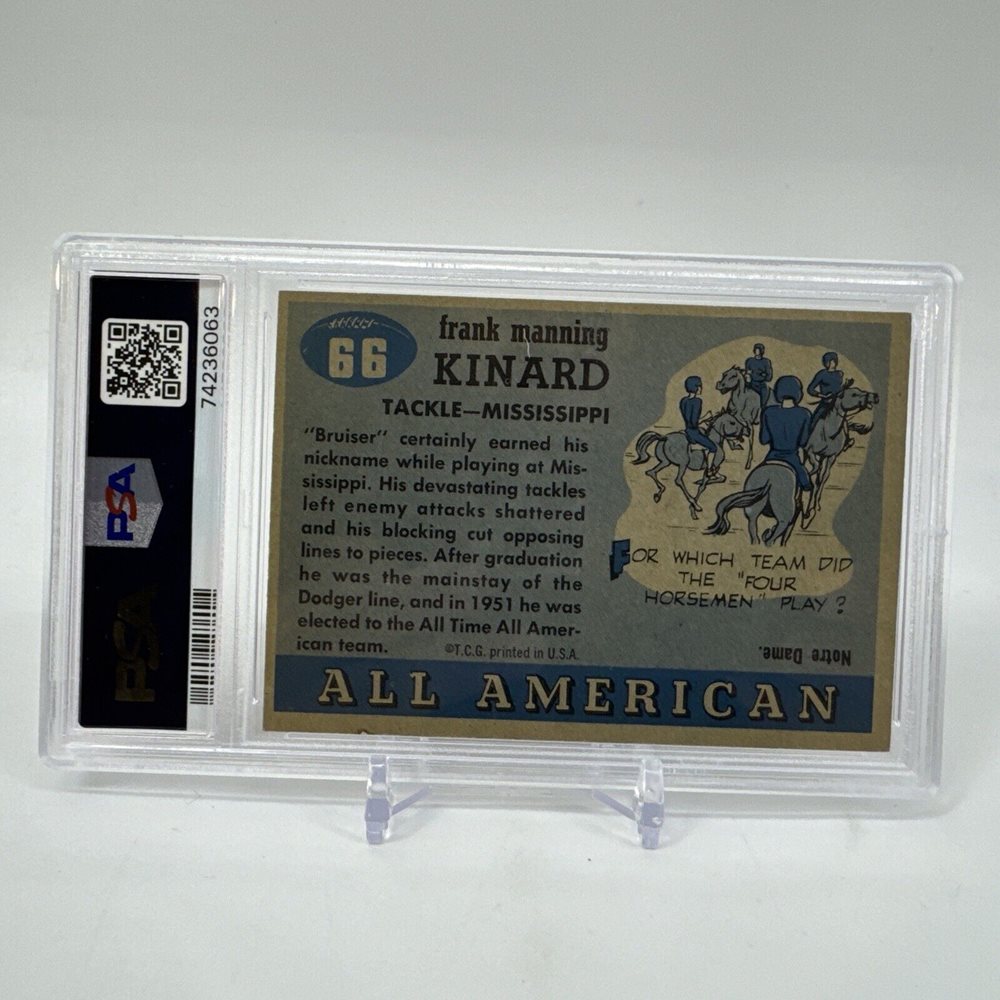 74236063
PSA
PSA
66
frank manning
KINARD
TACKLE—MISSISSIPPI
"Bruiser" certainly earned his
nickname while playing at Mis-
sissippi. His devastating tackles
left enemy attacks shattered
and his blocking cut opposing
lines to pieces. After graduation
he was the mainstay of the
Dodger line, and in 1951 he was
elected to the All Time All Amer-
ican team.
©T.C.G. printed in U.S.A.
FOR WHICH TEAM DID
THE "FOUR
HORSEMEN" PLAY?
Notre Dame.
ALL AMERICAN